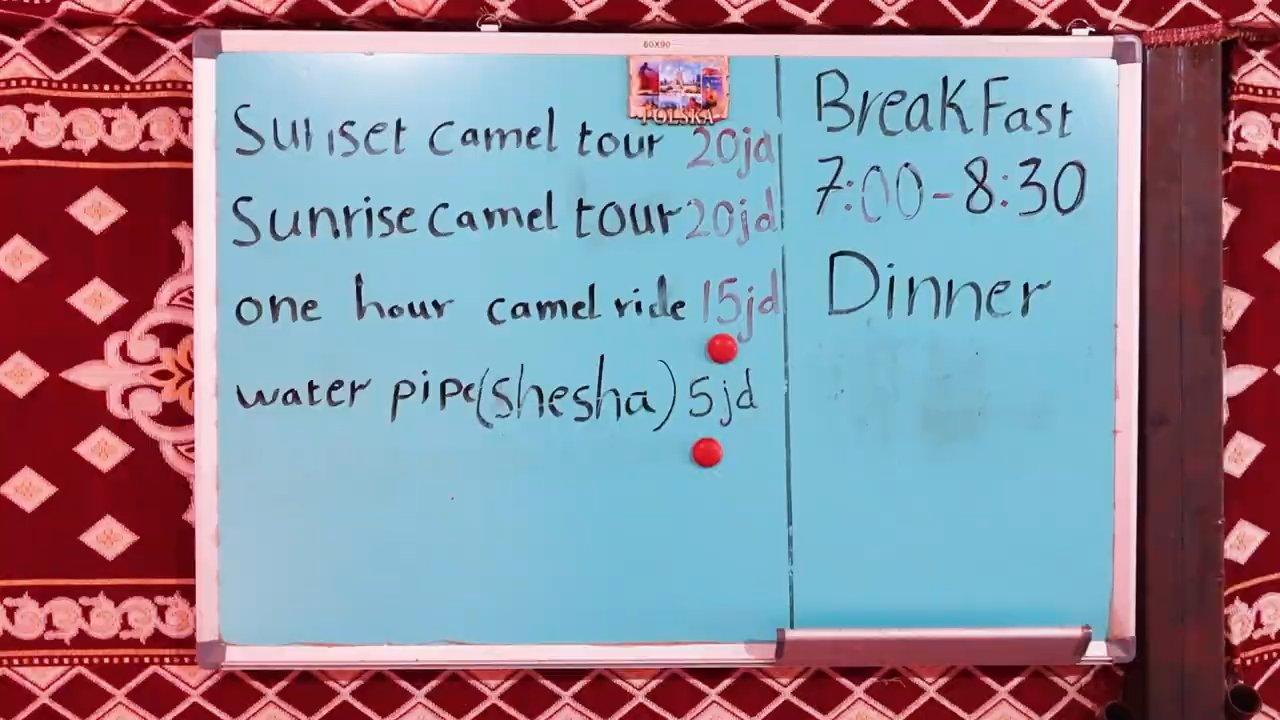 60X90
POLSKA
Sunset camel tour 20jd
Sunrise camel tour 20jd
one hour camel ride 15jd
water pipe(shesha) 5jd
BreakFast
7:00-8:30
Dinner